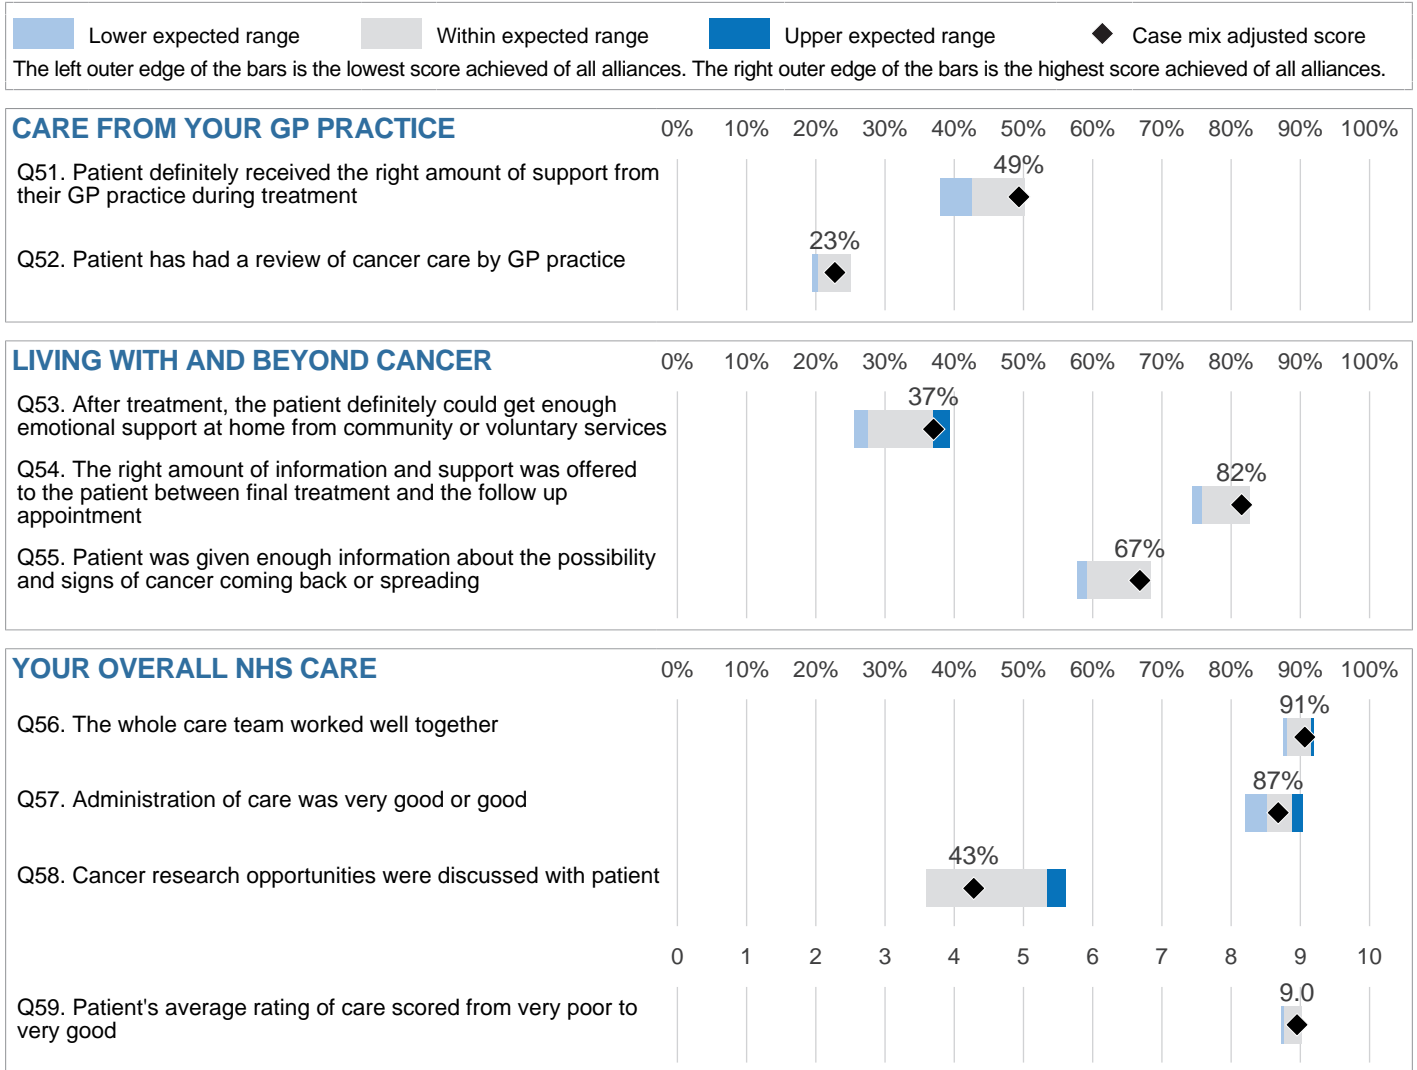 Lower expected range Within expected range Upper expected range Case mix adjusted score
The left outer edge of the bars is the lowest score achieved of all alliances. The right outer edge of the bars is the highest score achieved of all alliances.
CARE FROM YOUR GP PRACTICE 0% 10% 20% 30% 40% 50% 60% 70% 80% 90% 100%
49%
Q51. Patient definitely received the right amount of support from
their GP practice during treatment
23%
Q52. Patient has had a review of cancer care by GP practice
LIVING WITH AND BEYOND CANCER 0% 10% 20% 30% 40% 50% 60% 70% 80% 90% 100%
37%
Q53. After treatment, the patient definitely could get enough
emotional support at home from community or voluntary services
82%
Q54. The right amount of information and support was offered
to the patient between final treatment and the follow up
appointment
67%
Q55. Patient was given enough information about the possibility
and signs of cancer coming back or spreading
YOUR OVERALL NHS CARE 0% 10% 20% 30% 40% 50% 60% 70% 80% 90% 100%
91%
Q56. The whole care team worked well together
87%
Q57. Administration of care was very good or good
43%
Q58. Cancer research opportunities were discussed with patient
0 1 2 3 4 5 6 7 8 9 10
9.0
Q59. Patient's average rating of care scored from very poor to
very good